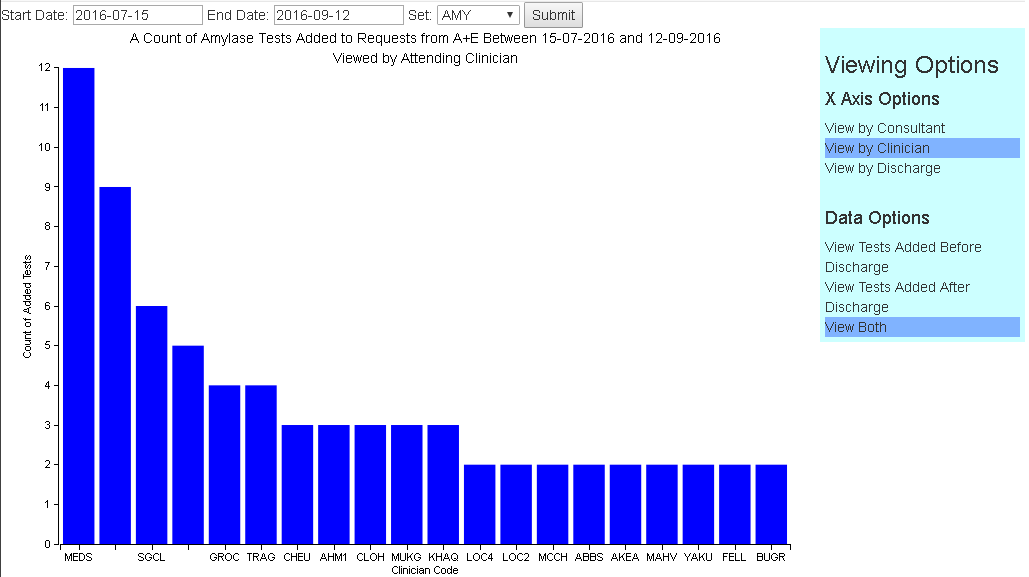 Start Date: 2016-07-15 End Date: 2016-09-12 Set: AMY Submit
A Count of Amylase Tests Added to Requests from A+E Between 15-07-2016 and 12-09-2016
Viewed by Attending Clinician
12
11
10
9
8
7
6
5
4
3
2
1
0
Count of Added Tests
MEDS SGCL GROC TRAG CHEU AHM1 CLOH MUKG KHAQ LOC4 LOC2 MCCH ABBS AKEA MAHV YAKU FELL BUGR
Clinician Code
Viewing Options
X Axis Options
View by Consultant
View by Clinician
View by Discharge
Data Options
View Tests Added Before
Discharge
View Tests Added After
Discharge
View Both